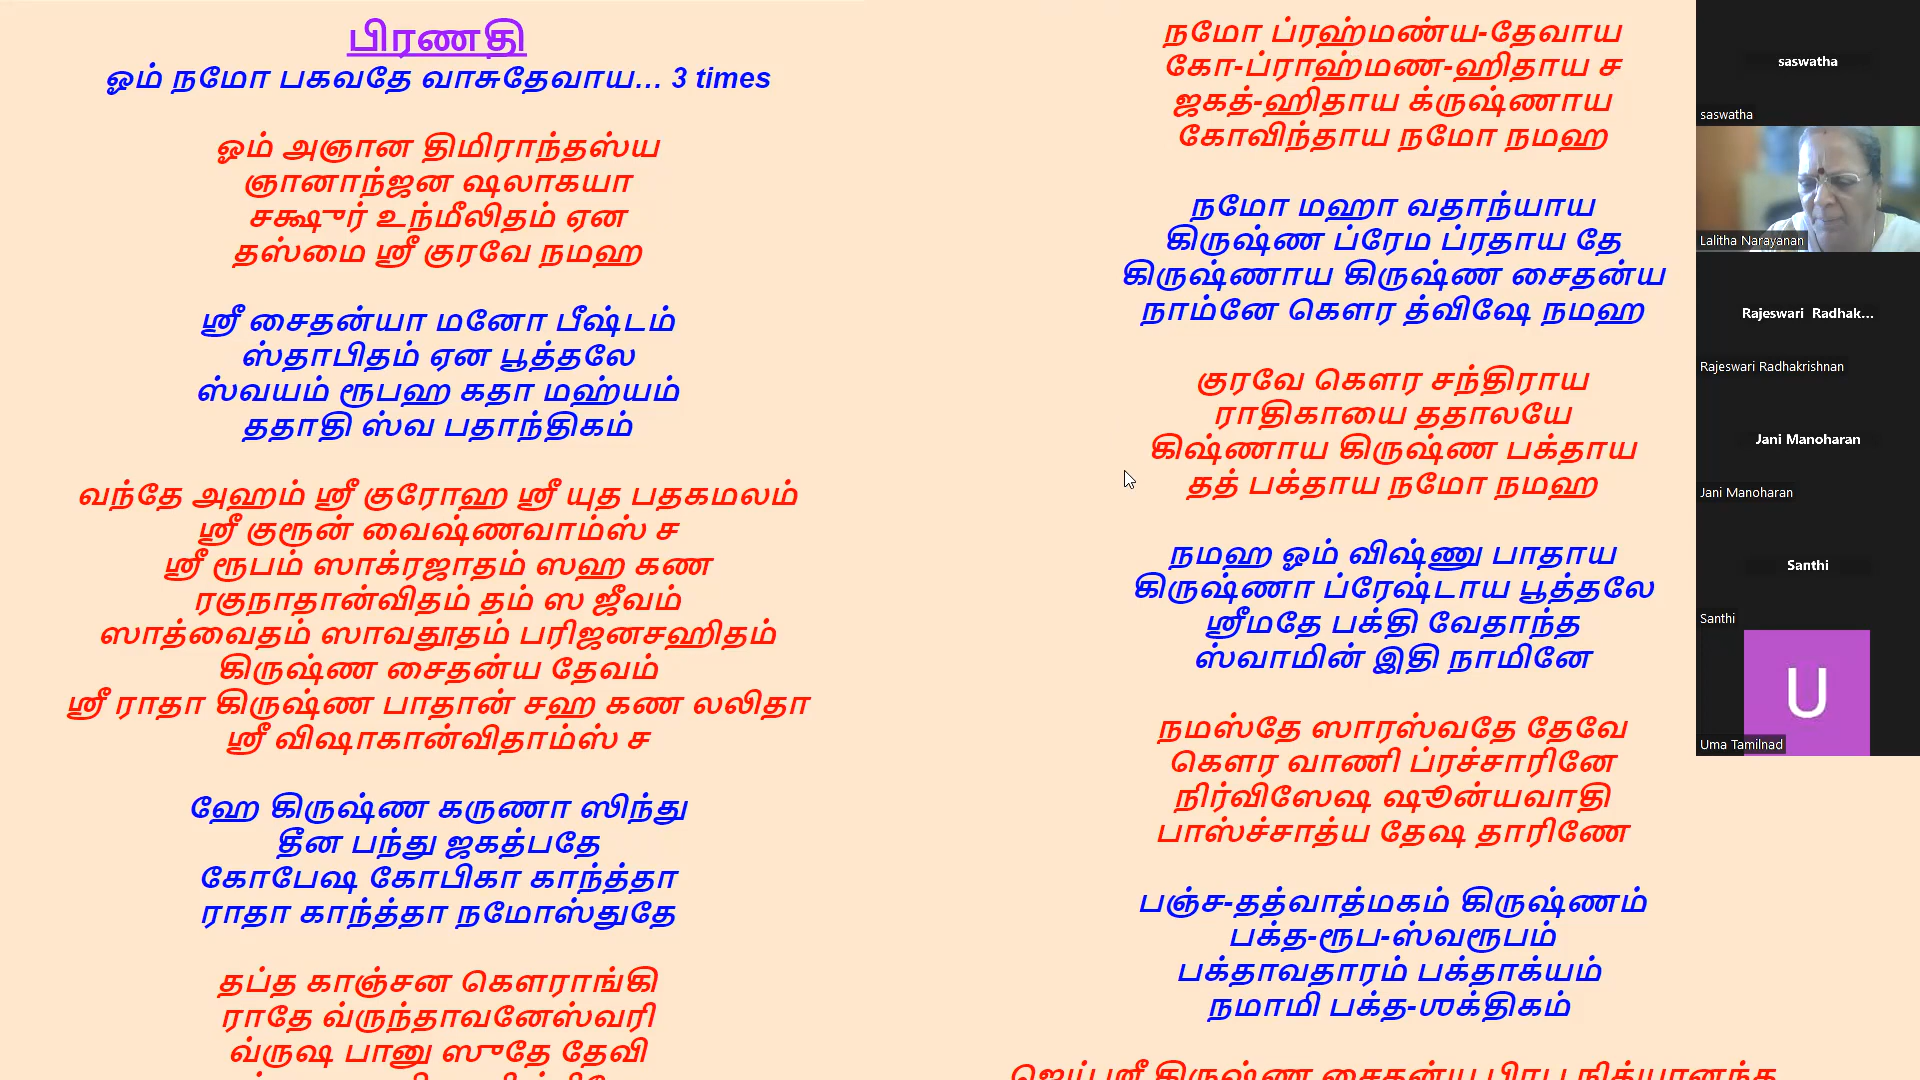 பிரணதி
ஓம் நமோ பகவதே வாசுதேவாய... 3 times
ஓம் அஞான திமிராந்தஸ்ய
ஞானாந்ஜன ஷலாகயா
சக்ஷுர் உந்மீலிதம் ஏன
தஸ்மை ஸ்ரீ குரவே நமஹ
ஸ்ரீ சைதன்யா மனோ பீஷ்டம்
ஸ்தாபிதம் ஏன பூத்தலே
ஸ்வயம் ரூபஹ கதா மஹ்யம்
ததாதி ஸ்வ பதாந்திகம்
வந்தே அஹம் ஸ்ரீ குரோஹ ஸ்ரீ யுத பதகமலம்
ஸ்ரீ குரூன் வைஷ்ணவாம்ஸ் ச
ஸ்ரீ ரூபம் ஸாக்ரஜாதம் ஸஹ கண
ரகுநாதான்விதம் தம் ஸ ஜீவம்
ஸாத்வைதம் ஸாவதூதம் பரிஜனசஹிதம்
கிருஷ்ண சைதன்ய தேவம்
ஸ்ரீ ராதா கிருஷ்ண பாதான் சஹ கண லலிதா
ஸ்ரீ விஷாகான்விதாம்ஸ் ச
ஹே கிருஷ்ண கருணா ஸிந்து
தீன பந்து ஜகத்பதே
கோபேஷ கோபிகா காந்த்தா
ராதா காந்த்தா நமோஸ்துதே
தப்த காஞ்சன கௌராங்கி
ராதே வ்ருந்தாவனேஸ்வரி
வ்ருஷ பானு ஸுதே தேவி
நமோ ப்ரஹ்மண்ய-தேவாய
கோ-ப்ராஹ்மண-ஹிதாய ச
ஜகத்-ஹிதாய க்ருஷ்ணாய
கோவிந்தாய நமோ நமஹ
நமோ மஹா வதாந்யாய
கிருஷ்ண ப்ரேம ப்ரதாய தே
கிருஷ்ணாய கிருஷ்ண சைதன்ய
நாம்னே கௌர த்விஷே நமஹ
குரவே கௌர சந்திராய
ராதிகாயை ததாலயே
கிஷ்ணாய கிருஷ்ண பக்தாய
தத் பக்தாய நமோ நமஹ
நமஹ ஓம் விஷ்ணு பாதாய
கிருஷ்ணா ப்ரேஷ்டாய பூத்தலே
ஸ்ரீமதே பக்தி வேதாந்த
ஸ்வாமின் இதி நாமினே
நமஸ்தே ஸாரஸ்வதே தேவே
கௌர வாணி ப்ரச்சாரினே
நிர்விஸேஷ ஷூன்யவாதி
பாஸ்ச்சாத்ய தேஷ தாரிணே
பஞ்ச-தத்வாத்மகம் கிருஷ்ணம்
பக்த-ரூப-ஸ்வரூபம்
பக்தாவதாரம் பக்தாக்யம்
நமாமி பக்த-ஶக்திகம்
ஜெய் ஸ்ரீ கிருஷ்ண சைதன்ய பிரபு நித்யானந்த
saswatha
saswatha
Lalitha Narayanan
Rajeswari Radhak...
Rajeswari Radhakrishnan
Jani Manoharan
Jani Manoharan
Santhi
Santhi
U
Uma Tamilnad